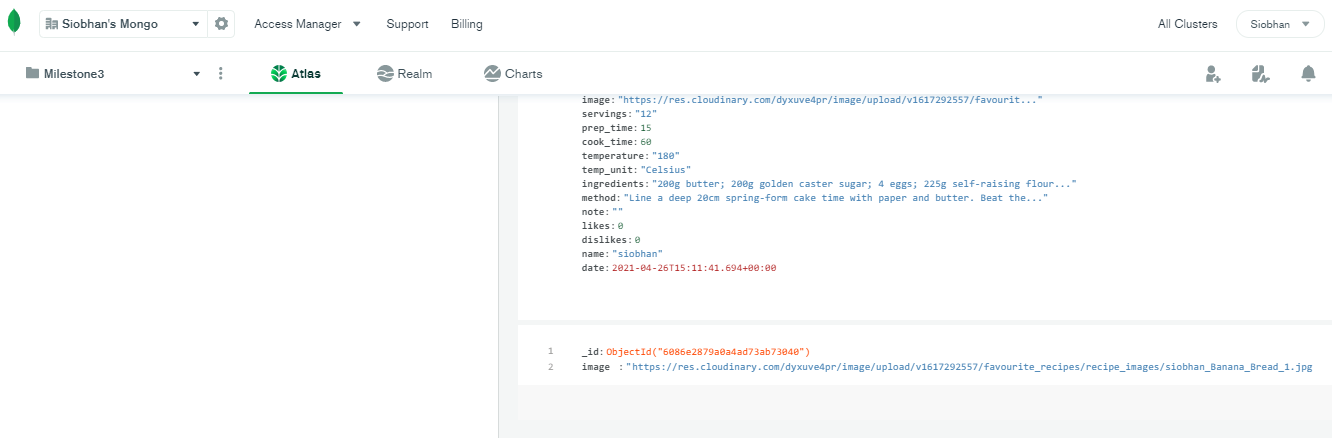 Siobhan's Mongo
Access Manager
Support
Billing
All Clusters
Siobhan
Milestone3
Atlas
Realm
Charts
image: "https://res.cloudinary.com/dyxuve4pr/image/upload/v1617292557/favourit..."
servings: "12"
prep_time: 15
cook_time: 60
temperature: "180"
temp_unit: "Celsius"
ingredients: "200g butter; 200g golden caster sugar; 4 eggs; 225g self-raising flour..."
method: "Line a deep 20cm spring-form cake time with paper and butter. Beat the..."
note: ""
likes: 0
dislikes: 0
name: "siobhan"
date: 2021-04-26T15:11:41.694+00:00
1 _id: ObjectId("6086e2879a0a4ad73ab73040")
2 image : "https://res.cloudinary.com/dyxuve4pr/image/upload/v1617292557/favourite_recipes/recipe_images/siobhan_Banana_Bread_1.jpg